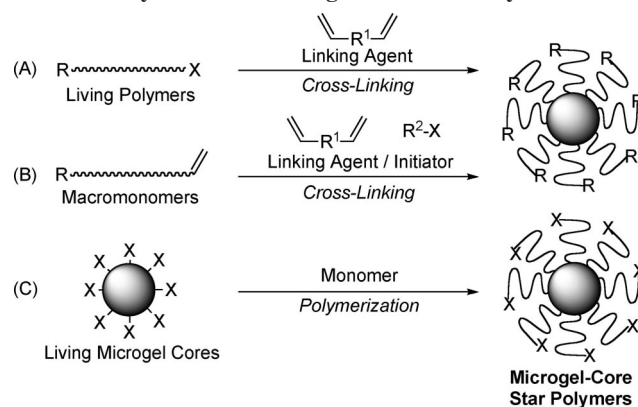 R¹
(A) R X
Linking Agent
Living Polymers
Cross-Linking
R R
R R
R R
R R
R¹ R²-X
(B) R
Linking Agent / Initiator
Macromonomers
Cross-Linking
X
X X
(C) X X
X X
X
Living Microgel Cores
Monomer
Polymerization
X X
X X
X X
X X
Microgel-Core
Star Polymers